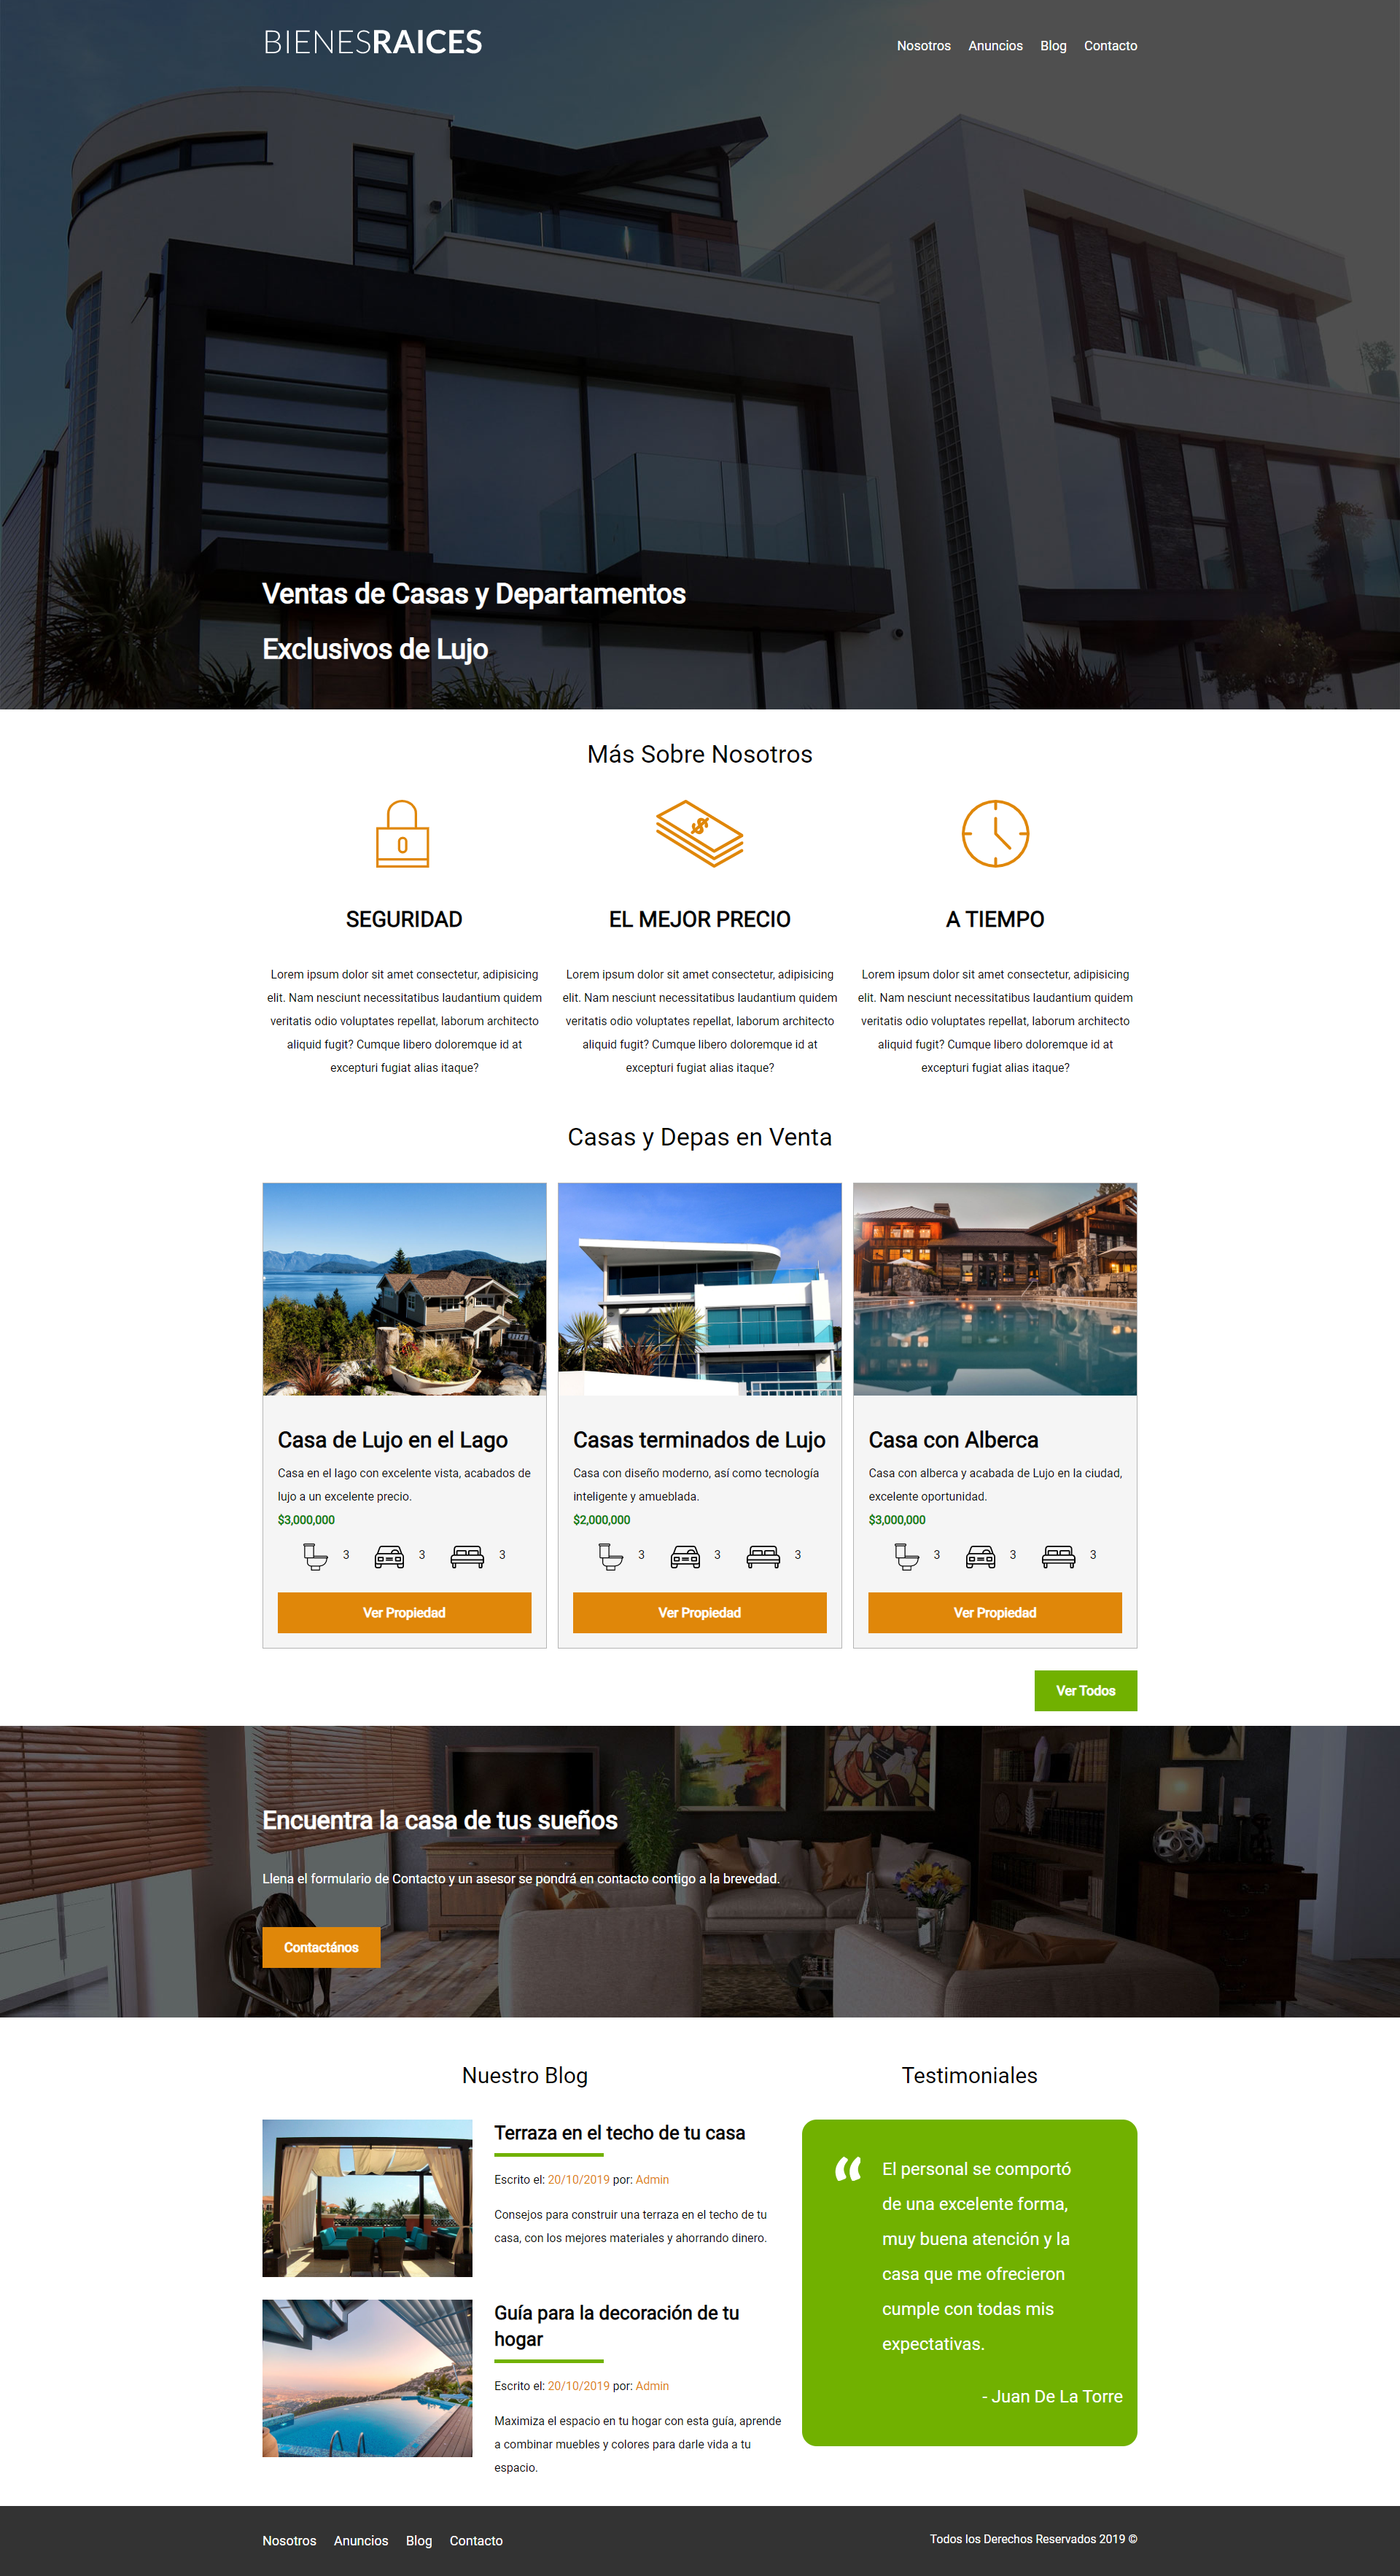 BIENESRAICES
Nosotros Anuncios Blog Contacto
Ventas de Casas y Departamentos
Exclusivos de Lujo
Más Sobre Nosotros
$
SEGURIDAD
Lorem ipsum dolor sit amet consectetur, adipisicing
elit. Nam nesciunt necessitatibus laudantium quidem
veritatis odio voluptates repellat, laborum architecto
aliquid fugit? Cumque libero doloremque id at
excepturi fugiat alias itaque?
EL MEJOR PRECIO
Lorem ipsum dolor sit amet consectetur, adipisicing
elit. Nam nesciunt necessitatibus laudantium quidem
veritatis odio voluptates repellat, laborum architecto
aliquid fugit? Cumque libero doloremque id at
excepturi fugiat alias itaque?
A TIEMPO
Lorem ipsum dolor sit amet consectetur, adipisicing
elit. Nam nesciunt necessitatibus laudantium quidem
veritatis odio voluptates repellat, laborum architecto
aliquid fugit? Cumque libero doloremque id at
excepturi fugiat alias itaque?
Casas y Depas en Venta
Casa de Lujo en el Lago
Casa en el lago con excelente vista, acabados de
lujo a un excelente precio.
$3,000,000
3 3 3
Ver Propiedad
Casas terminados de Lujo
Casa con diseño moderno, así como tecnología
inteligente y amueblada.
$2,000,000
3 3 3
Ver Propiedad
Casa con Alberca
Casa con alberca y acabada de Lujo en la ciudad,
excelente oportunidad.
$3,000,000
3 3 3
Ver Propiedad
Ver Todos
Encuentra la casa de tus sueños
Llena el formulario de Contacto y un asesor se pondrá en contacto contigo a la brevedad.
Contactános
Nuestro Blog
Terraza en el techo de tu casa
Escrito el: 20/10/2019 por: Admin
Consejos para construir una terraza en el techo de tu
casa, con los mejores materiales y ahorrando dinero.
Guía para la decoración de tu
hogar
Escrito el: 20/10/2019 por: Admin
Maximiza el espacio en tu hogar con esta guía, aprende
a combinar muebles y colores para darle vida a tu
espacio.
Testimoniales
“ El personal se comportó
de una excelente forma,
muy buena atención y la
casa que me ofrecieron
cumple con todas mis
expectativas.
- Juan De La Torre
Nosotros Anuncios Blog Contacto
Todos los Derechos Reservados 2019 ©